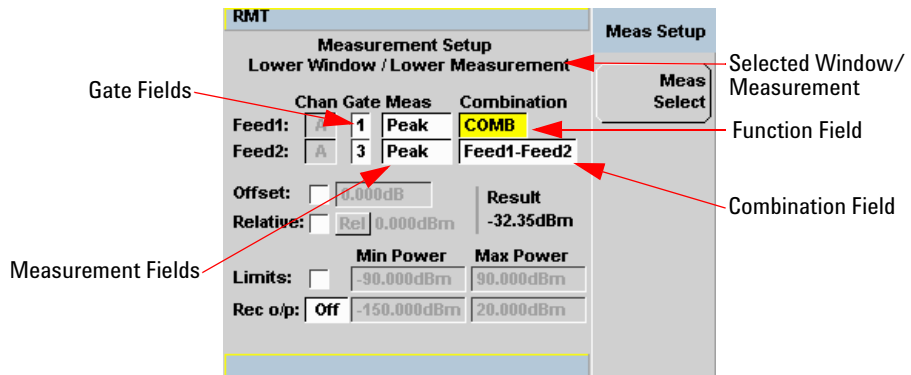 RMT
Meas Setup
Measurement Setup
Lower Window / Lower Measurement
Selected Window/
Measurement
Meas
Select
Gate Fields
Chan Gate Meas Combination
Feed1: A 1 Peak COMB
Function Field
Feed2: A 3 Peak Feed1-Feed2
Offset: 0.000dB Result
Combination Field
Relative: Rel 0.000dBm -32.35dBm
Measurement Fields
Min Power Max Power
Limits: -90.000dBm 90.000dBm
Rec o/p: Off -150.000dBm 20.000dBm